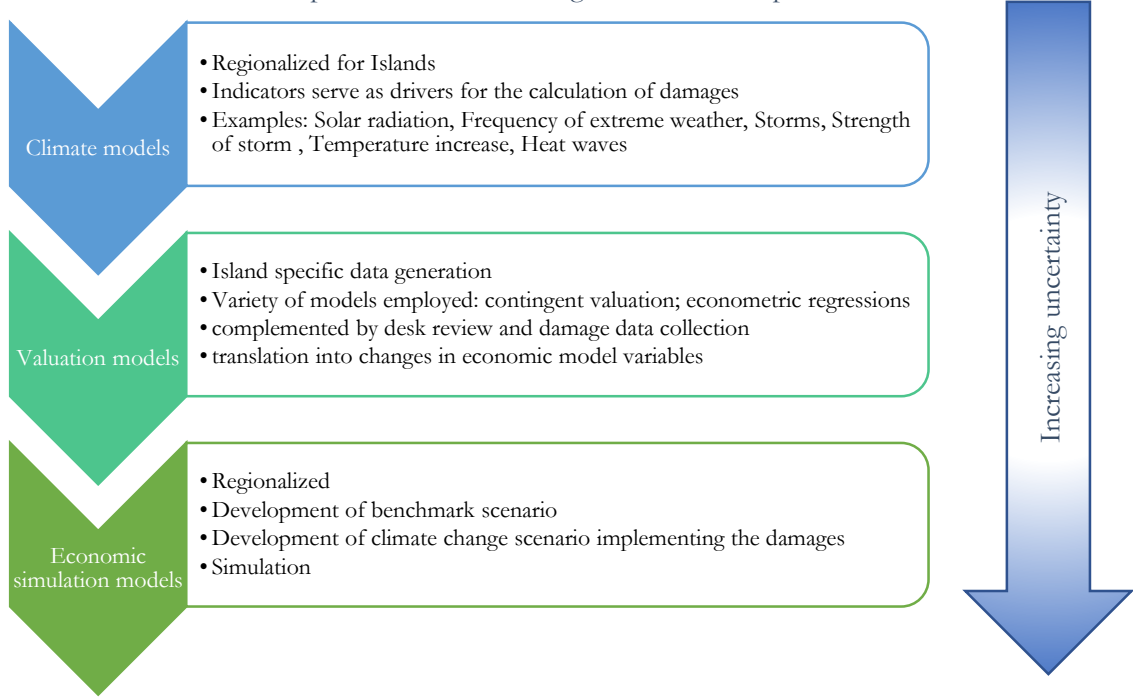 Climate models
• Regionalized for Islands
• Indicators serve as drivers for the calculation of damages
• Examples: Solar radiation, Frequency of extreme weather, Storms, Strength
of storm , Temperature increase, Heat waves
Valuation models
• Island specific data generation
• Variety of models employed: contingent valuation; econometric regressions
• complemented by desk review and damage data collection
• translation into changes in economic model variables
Economic
simulation models
• Regionalized
• Development of benchmark scenario
• Development of climate change scenario implementing the damages
• Simulation
Increasing uncertainty